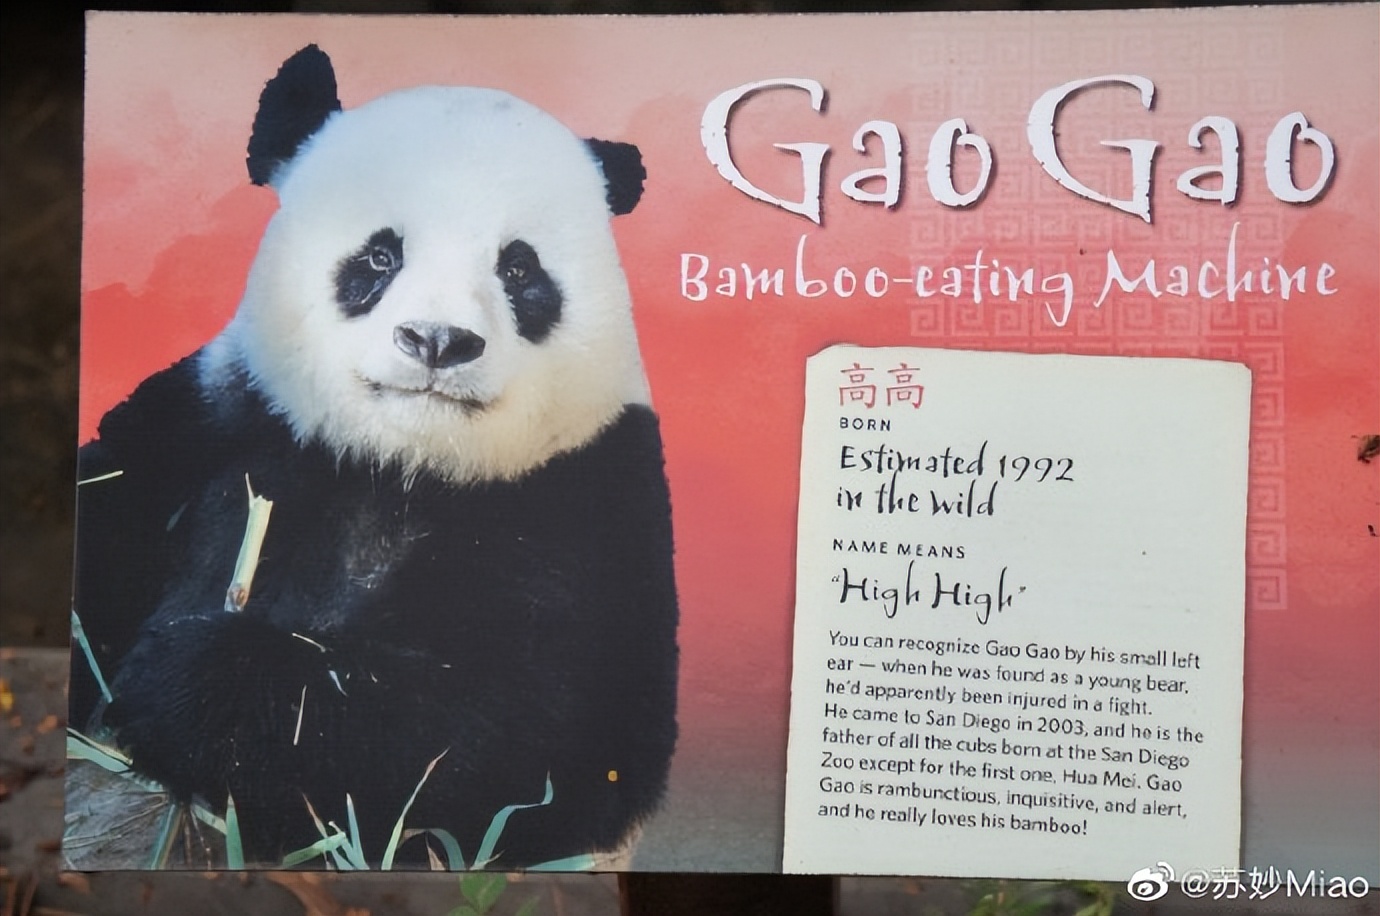 Gao Gao
Bamboo-eating Machine
高高
BORN
Estimated 1992
in the wild
NAME MEANS
"High High"
You can recognize Gao Gao by his small left
ear — when he was found as a young bear,
he'd apparently been injured in a fight.
He came to San Diego in 2003, and he is the
father of all the cubs born at the San Diego
Zoo except for the first one, Hua Mei. Gao
Gao is rambunctious, inquisitive, and alert,
and he really loves his bamboo!
@苏妙Miao